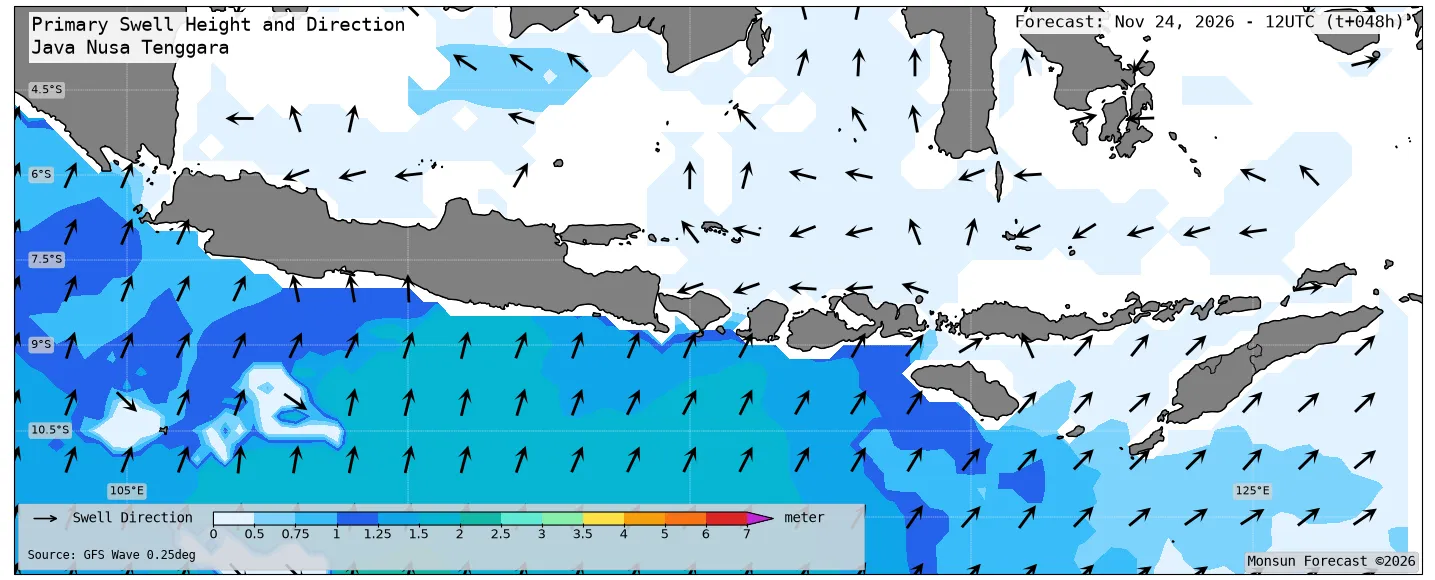 Primary Swell Height and Direction
Java Nusa Tenggara
Forecast: Nov 24, 2026 - 12UTC (t+048h)
4.5°S
6°S
7.5°S
9°S
10.5°S
105°E
125°E
Swell Direction
0 0.5 0.75 1 1.25 1.5 2 2.5 3 3.5 4 5 6 7
meter
Source: GFS Wave 0.25deg
Monsun Forecast ©2026